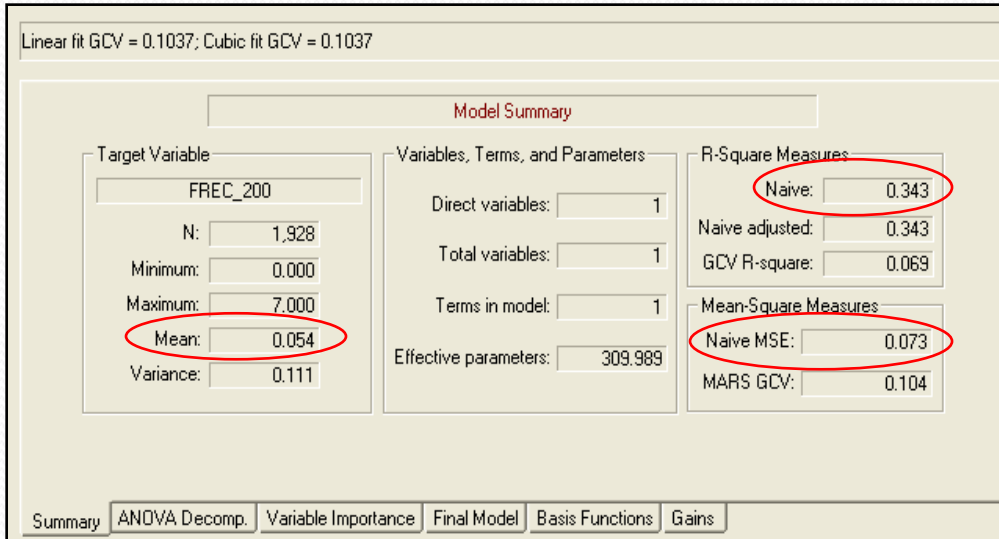 Linear fit GCV = 0.1037; Cubic fit GCV = 0.1037
Model Summary
Target Variable
FREC_200
N: 1,928
Minimum: 0.000
Maximum: 7.000
Mean: 0.054
Variance: 0.111
Variables, Terms, and Parameters
Direct variables: 1
Total variables: 1
Terms in model: 1
Effective parameters: 309.989
R-Square Measures
Naive: 0.343
Naive adjusted: 0.343
GCV R-square: 0.069
Mean-Square Measures
Naive MSE: 0.073
MARS GCV: 0.104
Summary ANOVA Decomp. Variable Importance Final Model Basis Functions Gains